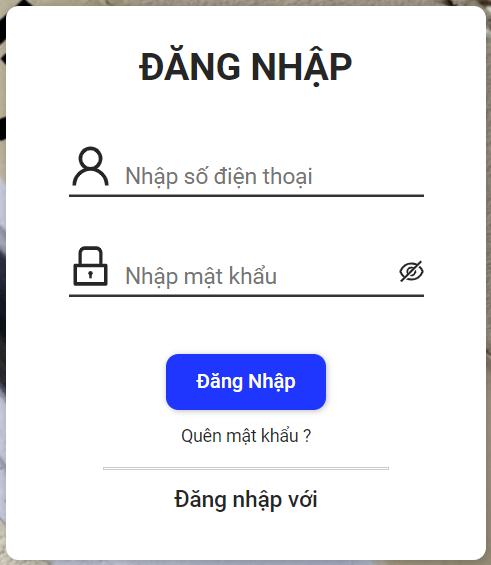 ĐĂNG NHẬP
Nhập số điện thoại
Nhập mật khẩu
Đăng Nhập
Quên mật khẩu ?
Đăng nhập với